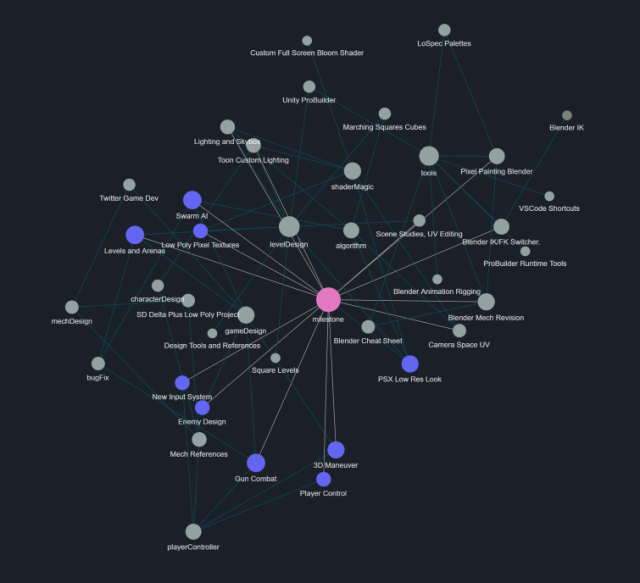 LoSpec Palettes
Custom Full Screen Bloom Shader
Unity ProBuilder
Marching Squares Cubes
Blender IK
Lighting and Skybox
Toon Custom Lighting
tools
Pixel Painting Blender
shaderMagic
Twitter Game Dev
VSCode Shortcuts
Swarm AI
Levels and Arenas
Low Poly Pixel Textures
levelDesign
algorithm
Scene Studies, UV Editing
Blender IK/FK Switcher.
ProBuilder Runtime Tools
Blender Animation Rigging
characterDesign
SD Delta Plus Low Poly Project
mechDesign
gameDesign
milestone
Blender Mech Revision
Design Tools and References
Blender Cheat Sheet
Camera Space UV
Square Levels
bugFix
PSX Low Res Look
New Input System
Enemy Design
Mech References
3D Maneuver
Gun Combat
Player Control
playerController